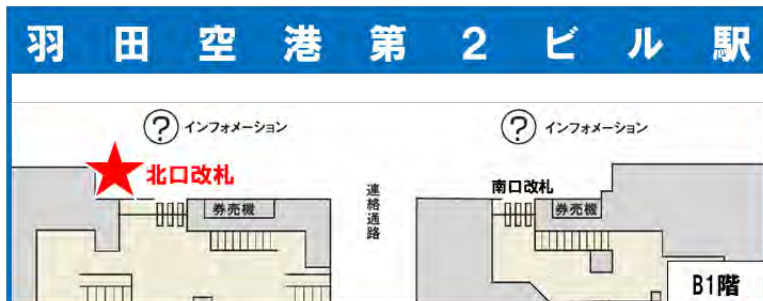 羽田空港第２ビル駅
? インフォメーション
? インフォメーション
北口改札
南口改札
連絡通路
券売機
券売機
B1階